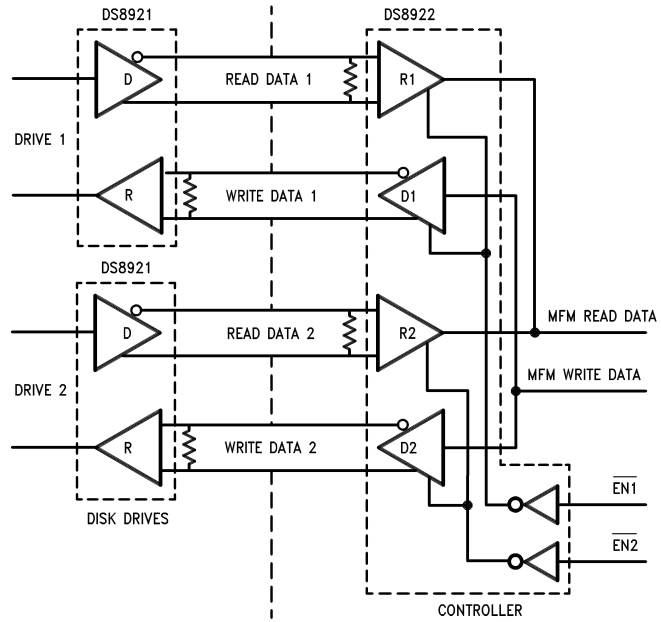 DS8921
DS8922
D
READ DATA 1
R1
DRIVE 1
R
WRITE DATA 1
D1
DS8921
D
READ DATA 2
R2
MFM READ DATA
MFM WRITE DATA
DRIVE 2
R
WRITE DATA 2
D2
EN1
DISK DRIVES
EN2
CONTROLLER